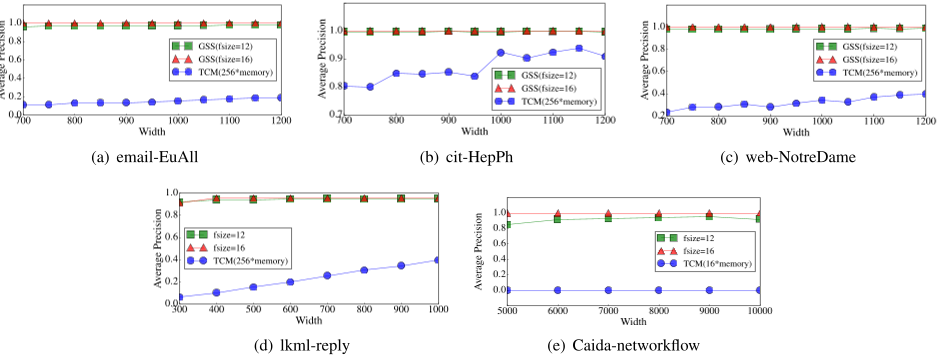 1.2
1.0
0.8
0.6
0.4
0.2
0.0
Average Precision
GSS(fsize=12)
GSS(fsize=16)
TCM(256*memory)
700 800 900 1000 1100 1200
Width
(a) email-EuAll
1.0
0.9
0.8
0.7
Average Precision
GSS(fsize=12)
GSS(fsize=16)
TCM(256*memory)
700 800 900 1000 1100 1200
Width
(b) cit-HepPh
1.0
0.8
0.6
0.4
0.2
Average Precision
GSS(fsize=12)
GSS(fsize=16)
TCM(256*memory)
700 800 900 1000 1100 1200
Width
(c) web-NotreDame
1.0
0.8
0.6
0.4
0.2
0.0
Average Precision
fsize=12
fsize=16
TCM(256*memory)
300 400 500 600 700 800 900 1000
Width
(d) lkml-reply
1.0
0.8
0.6
0.4
0.2
0.0
Average Precision
fsize=12
fsize=16
TCM(16*memory)
5000 6000 7000 8000 9000 10000
Width
(e) Caida-networkflow